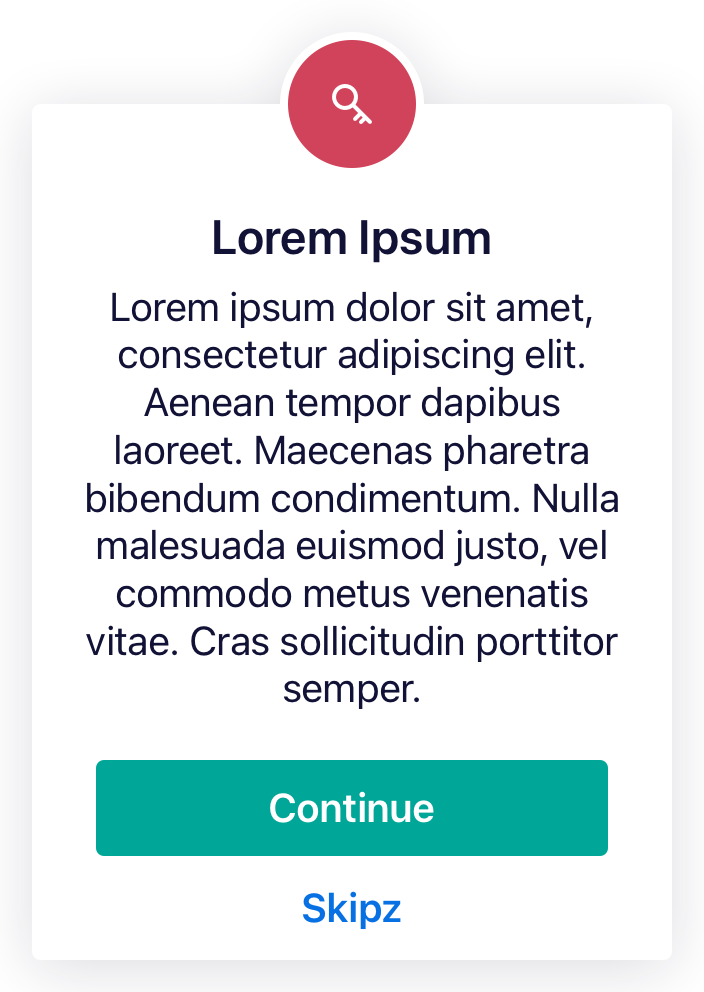 Lorem Ipsum
Lorem ipsum dolor sit amet,
consectetur adipiscing elit.
Aenean tempor dapibus
laoreet. Maecenas pharetra
bibendum condimentum. Nulla
malesuada euismod justo, vel
commodo metus venenatis
vitae. Cras sollicitudin porttitor
semper.
Continue
Skipz